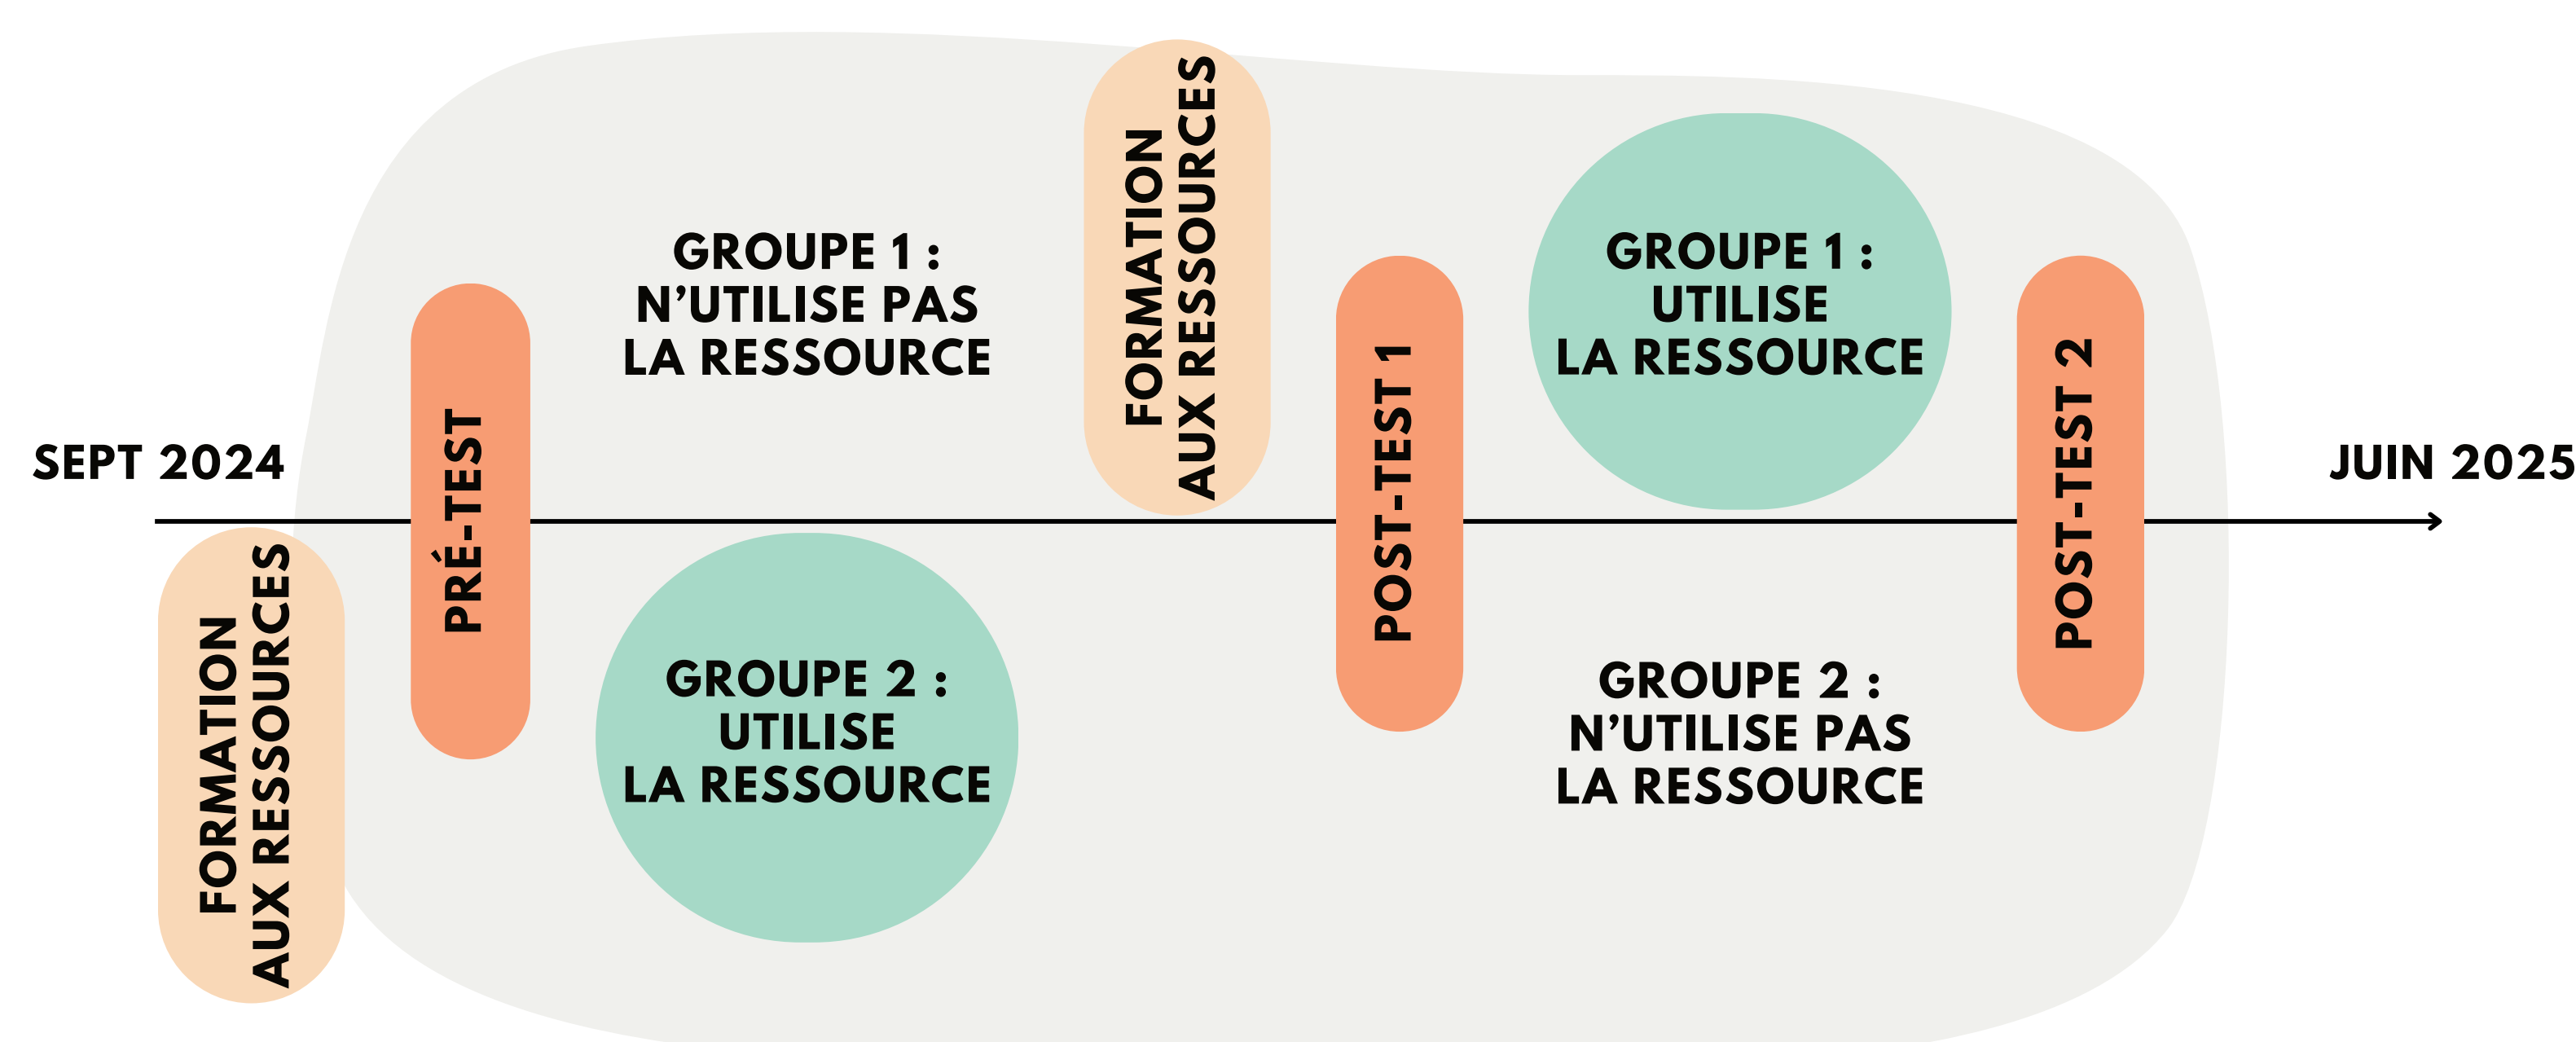 SEPT 2024
FORMATION
AUX RESSOURCES
PRÉ-TEST
GROUPE 1 :
N’UTILISE PAS
LA RESSOURCE
GROUPE 2 :
UTILISE
LA RESSOURCE
FORMATION
AUX RESSOURCES
POST-TEST 1
GROUPE 1 :
UTILISE
LA RESSOURCE
GROUPE 2 :
N’UTILISE PAS
LA RESSOURCE
POST-TEST 2
JUIN 2025